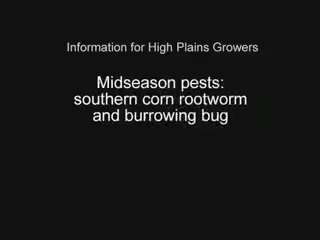 Information for High Plains Growers
Midseason pests:
southern corn rootworm
and burrowing bug